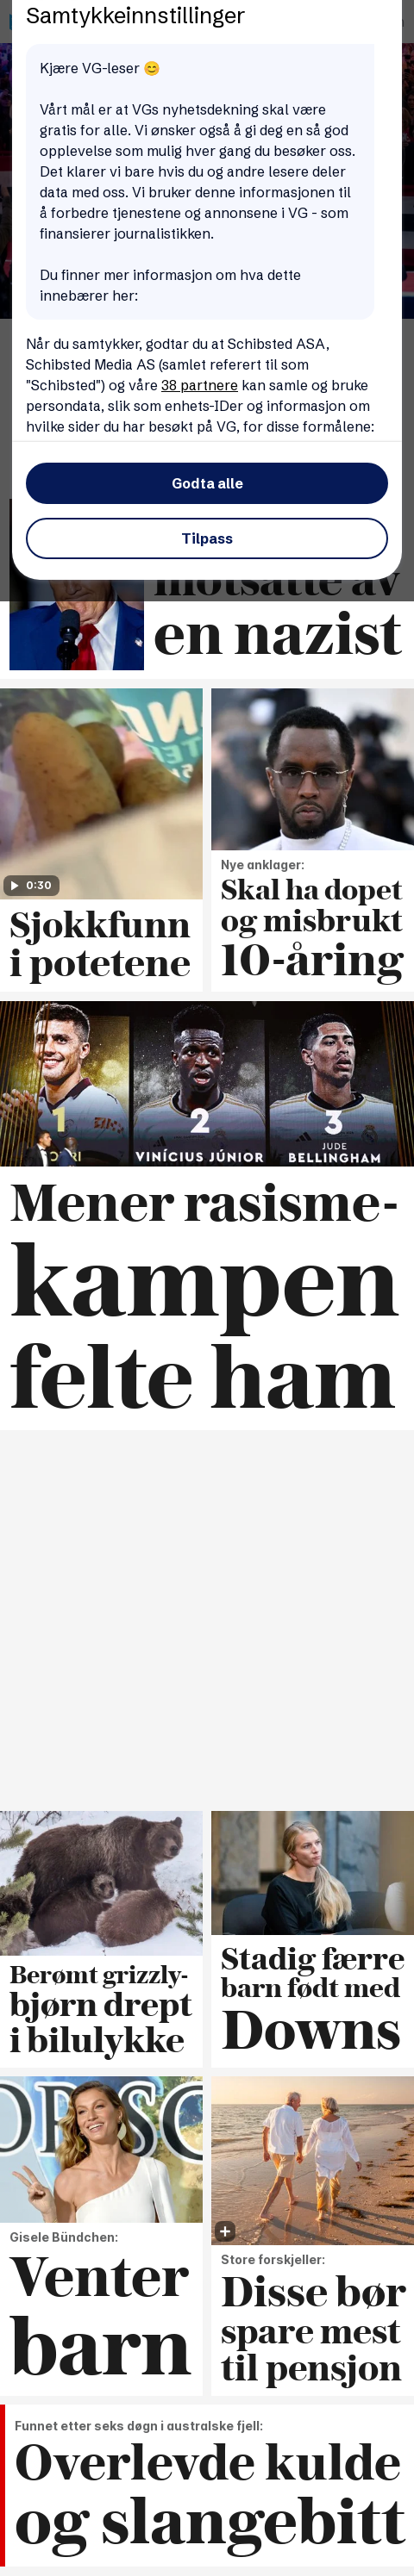 Samtykkeinnstillinger
Kjære VG-leser 😊
Vårt mål er at VGs nyhetsdekning skal være
gratis for alle. Vi ønsker også å gi deg en så god
opplevelse som mulig hver gang du besøker oss.
Det klarer vi bare hvis du og andre lesere deler
data med oss. Vi bruker denne informasjonen til
å forbedre tjenestene og annonsene i VG - som
finansierer journalistikken.
Du finner mer informasjon om hva dette
innebærer her:
Når du samtykker, godtar du at Schibsted ASA,
Schibsted Media AS (samlet referert til som
"Schibsted") og våre 38 partnere kan samle og bruke
persondata, slik som enhets-IDer og informasjon om
hvilke sider du har besøkt på VG, for disse formålene:
Godta alle
Tilpass
motsatte av
en nazist
0:30
Sjokkfunn
i potetene
Nye anklager:
Skal ha dopet
og misbrukt
10-åring
1
2
VINÍCIUS JÚNIOR
3
JUDE
BELLINGHAM
Mener rasisme-
kampen
felte ham
Berømt grizzly-
bjørn drept
i bilulykke
Stadig færre
barn født med
Downs
Gisele Bündchen:
Venter
barn
Store forskjeller:
Disse bør
spare mest
til pensjon
Funnet etter seks døgn i australske fjell:
Overlevde kulde
og slangebitt